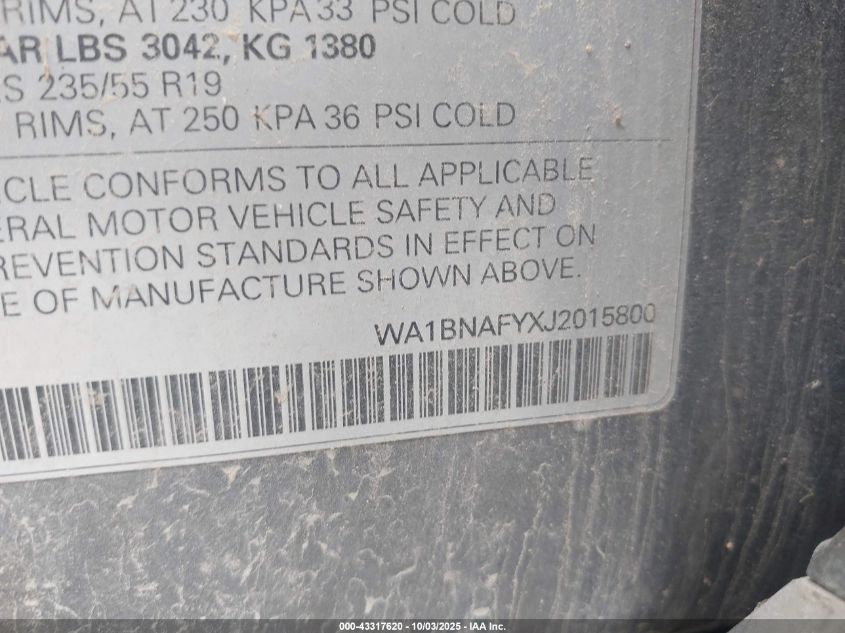 RIMS, AT 230 KPA 33 PSI COLD
AR LBS 3042, KG 1380
S 235/55 R19
RIMS, AT 250 KPA 36 PSI COLD
ICLE CONFORMS TO ALL APPLICABLE
ERAL MOTOR VEHICLE SAFETY AND
REVENTION STANDARDS IN EFFECT ON
E OF MANUFACTURE SHOWN ABOVE.
WA1BNAFYXJ2015800
000-43317620 - 10/03/2025 - IAA Inc.